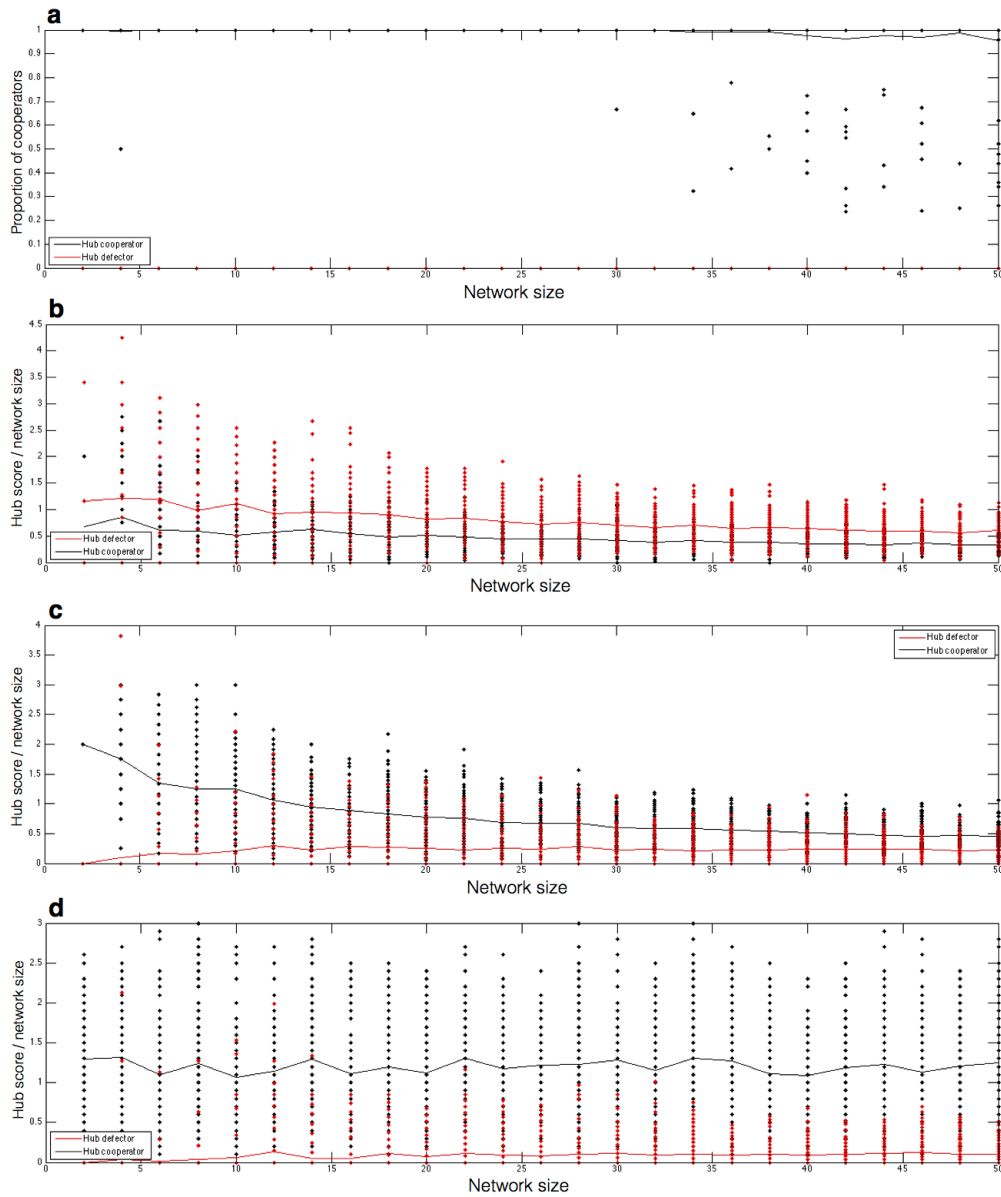 a
Proportion of cooperators
1
0.9
0.8
0.7
0.6
0.5
0.4
0.3
0.2
0.1
0
Hub cooperator
Hub defector
0 5 10 15 20 25 30 35 40 45 50
Network size
b
Hub score / network size
4.5
4
3.5
3
2.5
2
1.5
1
0.5
0
Hub defector
Hub cooperator
0 5 10 15 20 25 30 35 40 45 50
Network size
c
Hub score / network size
4
3.5
3
2.5
2
1.5
1
0.5
0
Hub defector
Hub cooperator
0 5 10 15 20 25 30 35 40 45 50
Network size
d
Hub score / network size
3
2.5
2
1.5
1
0.5
0
Hub defector
Hub cooperator
0 5 10 15 20 25 30 35 40 45 50
Network size